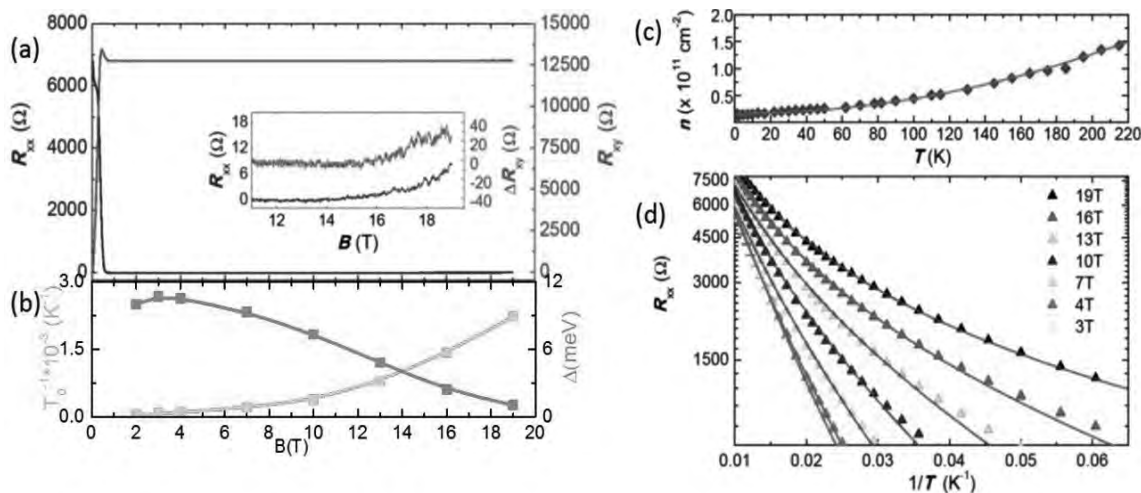 (a)
8000
6000
4000
2000
0
R_xx (Ω)
15000
12500
10000
7500
5000
2500
0
R_xy (Ω)
18
12
6
0
R_xx (Ω)
40
20
0
-20
-40
ΔR_xy (Ω)
12 14 16 18
B (T)
(b)
3.0
1.5
0.0
T_0^-1*10^-3 (K^-1)
12
6
0
Δ(meV)
0 2 4 6 8 10 12 14 16 18 20
B(T)
(c)
2.0
1.5
1.0
0.5
n (x 10^11 cm^-2)
0 20 40 60 80 100 120 140 160 180 200 220
T (K)
(d)
7500
6000
4500
3000
1500
R_xx (Ω)
19T
16T
13T
10T
7T
4T
3T
0.01 0.02 0.03 0.04 0.05 0.06
1/T (K^-1)